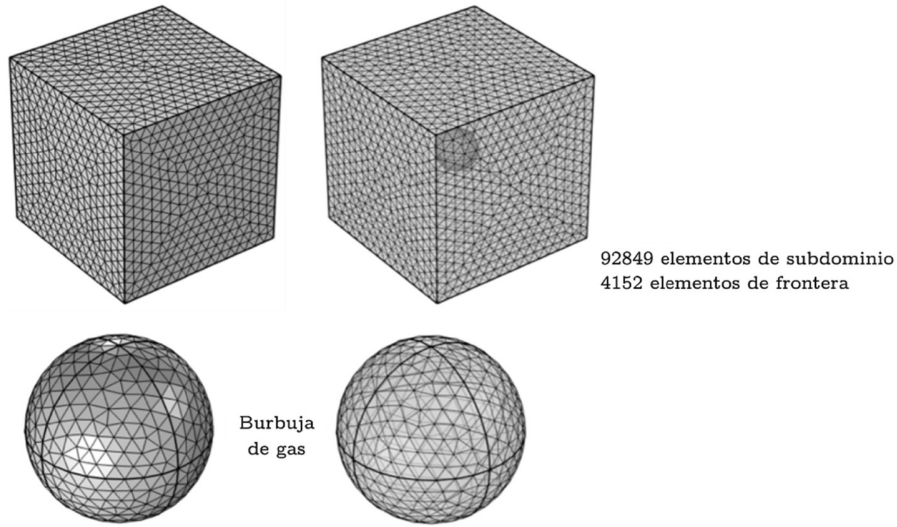 92849 elementos de subdominio
4152 elementos de frontera
Burbuja
de gas